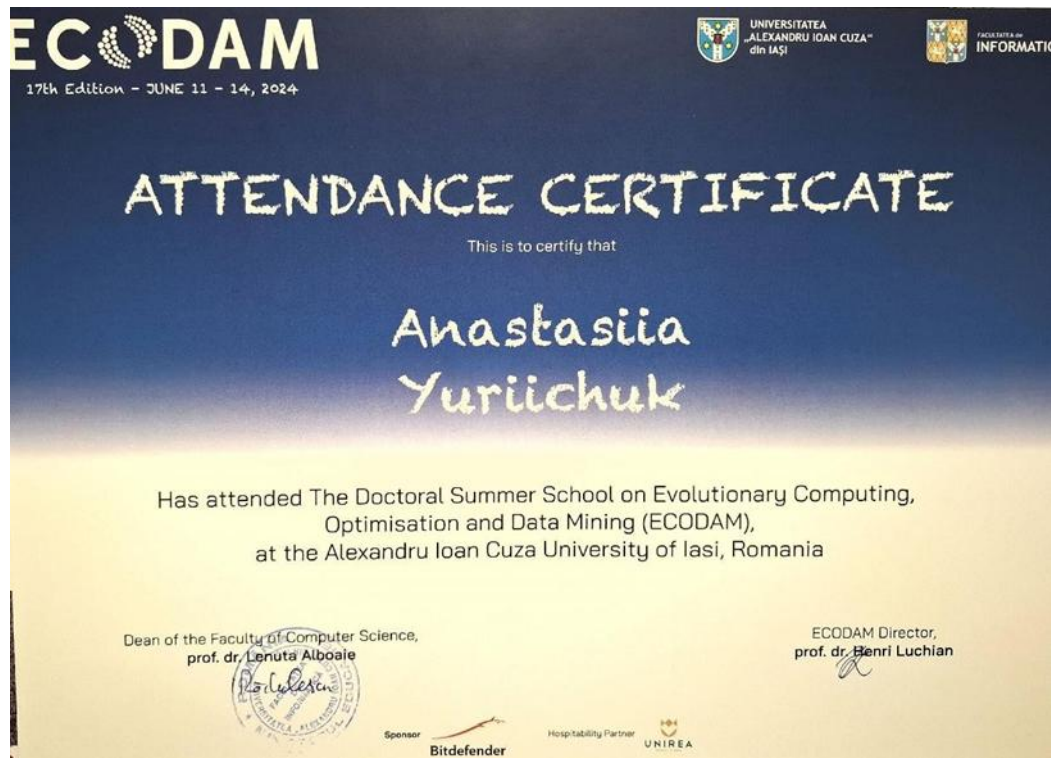 ECODAM
17th Edition - JUNE 11 - 14, 2024
UNIVERSITATEA
„ALEXANDRU IOAN CUZA“
din IAȘI
FACULTATEA de
INFORMATIC
ATTENDANCE CERTIFICATE
This is to certify that
Anastasiia
Yuriichuk
Has attended The Doctoral Summer School on Evolutionary Computing,
Optimisation and Data Mining (ECODAM),
at the Alexandru Ioan Cuza University of Iasi, Romania
Dean of the Faculty of Computer Science,
prof. dr. Lenuta Alboaie
ECODAM Director,
prof. dr. Henri Luchian
Sponsor
Bitdefender
Hospitality Partner
UNIREA